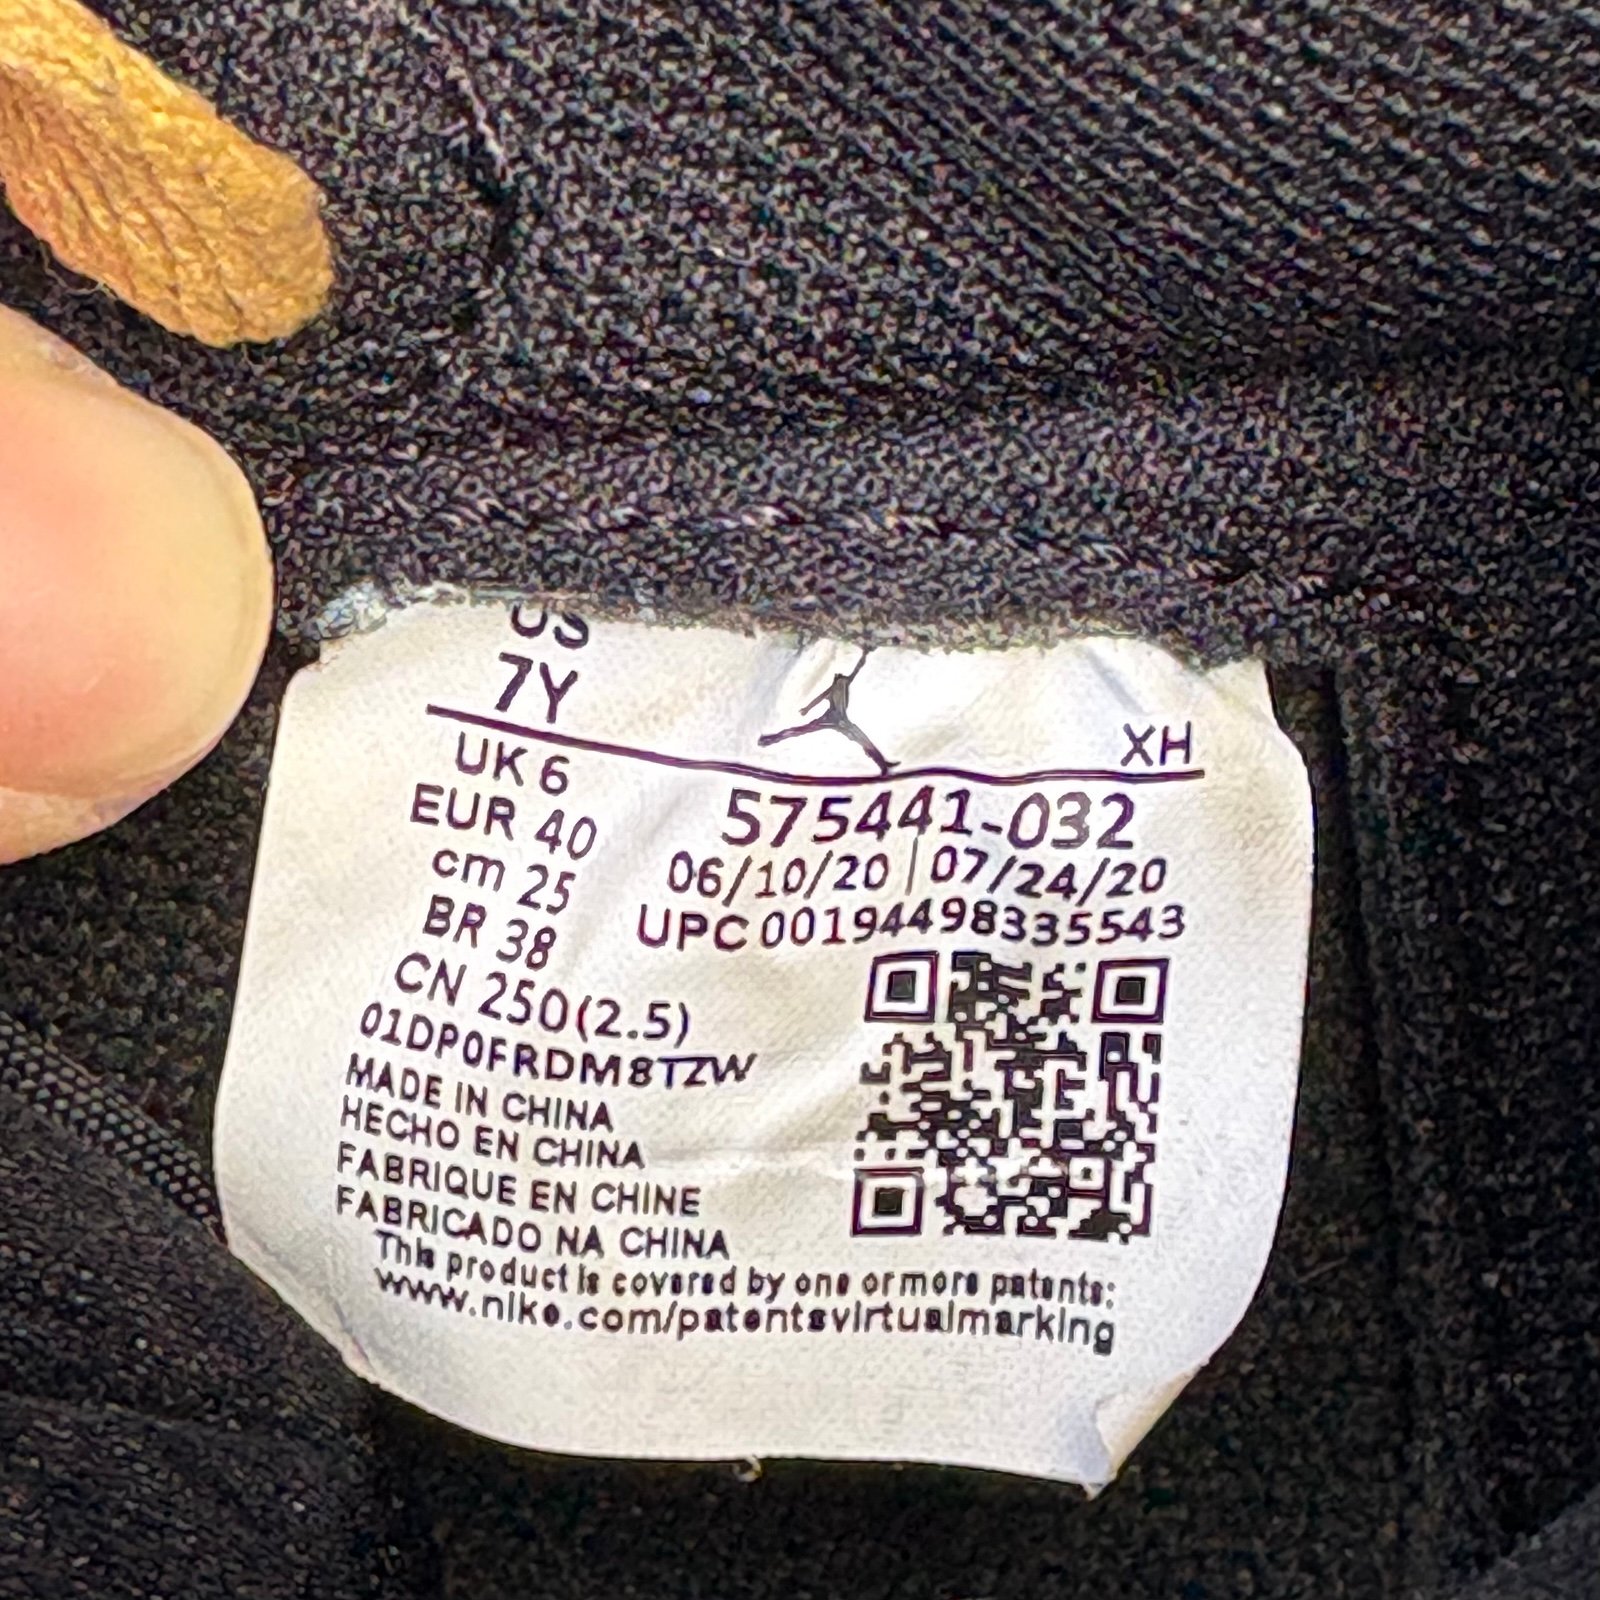 US
7Y
XH
UK 6
EUR 40
cm 25
BR 38
CN 250(2.5)
575441-032
06/10/20 | 07/24/20
UPC 00194498335543
01DP0FRDM8TZW
MADE IN CHINA
HECHO EN CHINA
FABRIQUE EN CHINE
FABRICADO NA CHINA
This product is covered by one or more patents:
www.nike.com/patentsvirtualmarking